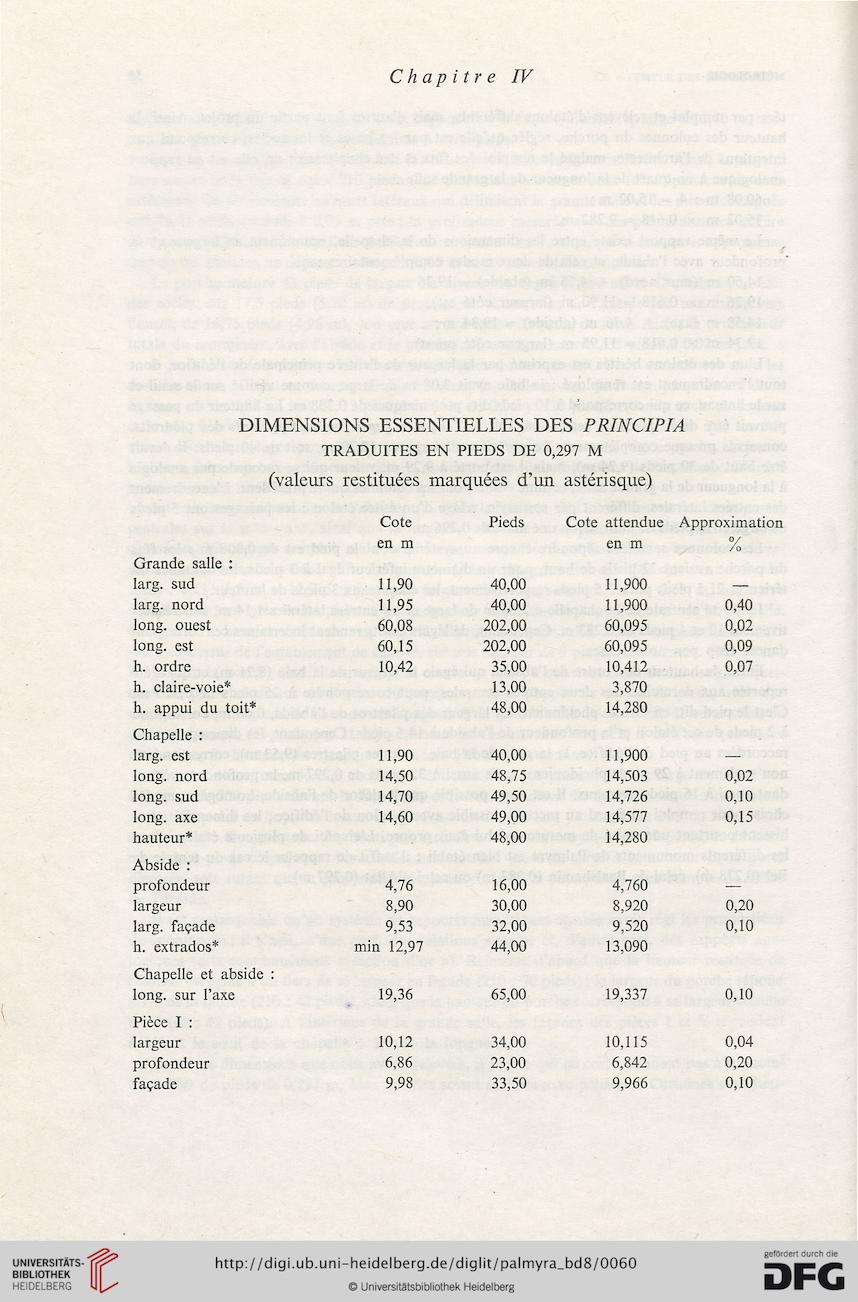 Chapitre IV
DIMENSIONS ESSENTIELLES DES PRINCIPIA
TRADUITES EN PIEDS DE 0,297 M
(valeurs restituées marquées d'un astérisque)
Cote Pieds Cote attendue Approximation
en m en m %
Grande salle :
larg. sud 11,90 40,00 11,900 —
larg. nord 11,95 40,00 11,900 0,40
long. ouest 60,08 202,00 60,095 0,02
long. est 60,15 202,00 60,095 0,09
h. ordre 10,42 35,00 10,412 0,07
h. claire-voie* 13,00 3,870
h. appui du toit* 48,00 14,280
Chapelle :
larg. est 11,90 40,00 11,900 —
long. nord 14,50 48,75 14,503 0,02
long. sud 14,70 49,50 14,726 0,10
long. axe 14,60 49,00 14,577 0,15
hauteur* 48,00 14,280
Abside :
profondeur 4,76 16,00 4,760 —
largeur 8,90 30,00 8,920 0,20
larg. façade 9,53 32,00 9,520 0,10
h. extrados* min 12,97 44,00 13,090
Chapelle et abside :
long. sur l'axe 19,36 65,00 19,337 0,10
Pièce I :
largeur 10,12 34,00 10,115 0,04
profondeur 6,86 23,00 6,842 0,20
façade 9,98 33,50 9,966 0,10
UNIVERSITÄTS-
BIBLIOTHEK
HEIDELBERG
http://digi.ub.uni-heidelberg.de/diglit/palmyra_bd8/0060
© Universitätsbibliothek Heidelberg
gefördert durch die
DFG